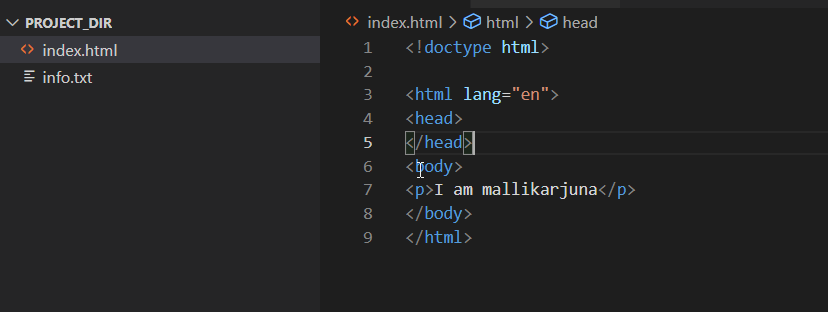 PROJECT_DIR
index.html
info.txt
index.html > html > head
1 <!doctype html>
2
3 <html lang="en">
4 <head>
5 </head>
6 <body>
7 <p>I am mallikarjuna</p>
8 </body>
9 </html>